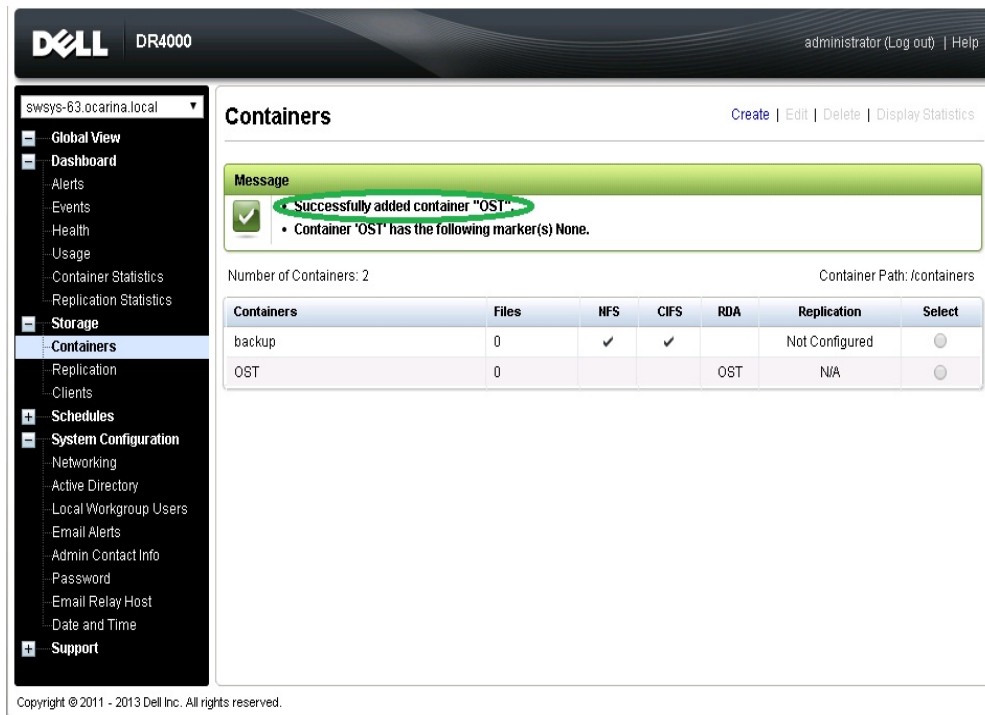 DELL DR4000 administrator (Log out) | Help
swsys-63.ocarina.local
Global View
Dashboard
Alerts
Events
Health
Usage
Container Statistics
Replication Statistics
Storage
Containers
Replication
Clients
Schedules
System Configuration
Networking
Active Directory
Local Workgroup Users
Email Alerts
Admin Contact Info
Password
Email Relay Host
Date and Time
Support
Containers Create | Edit | Delete | Display Statistics
Message
• Successfully added container "OST".
• Container 'OST' has the following marker(s) None.
Number of Containers: 2 Container Path: /containers
Containers Files NFS CIFS RDA Replication Select
backup 0 ✔ ✔ Not Configured
OST 0 OST N/A
Copyright © 2011 - 2013 Dell Inc. All rights reserved.